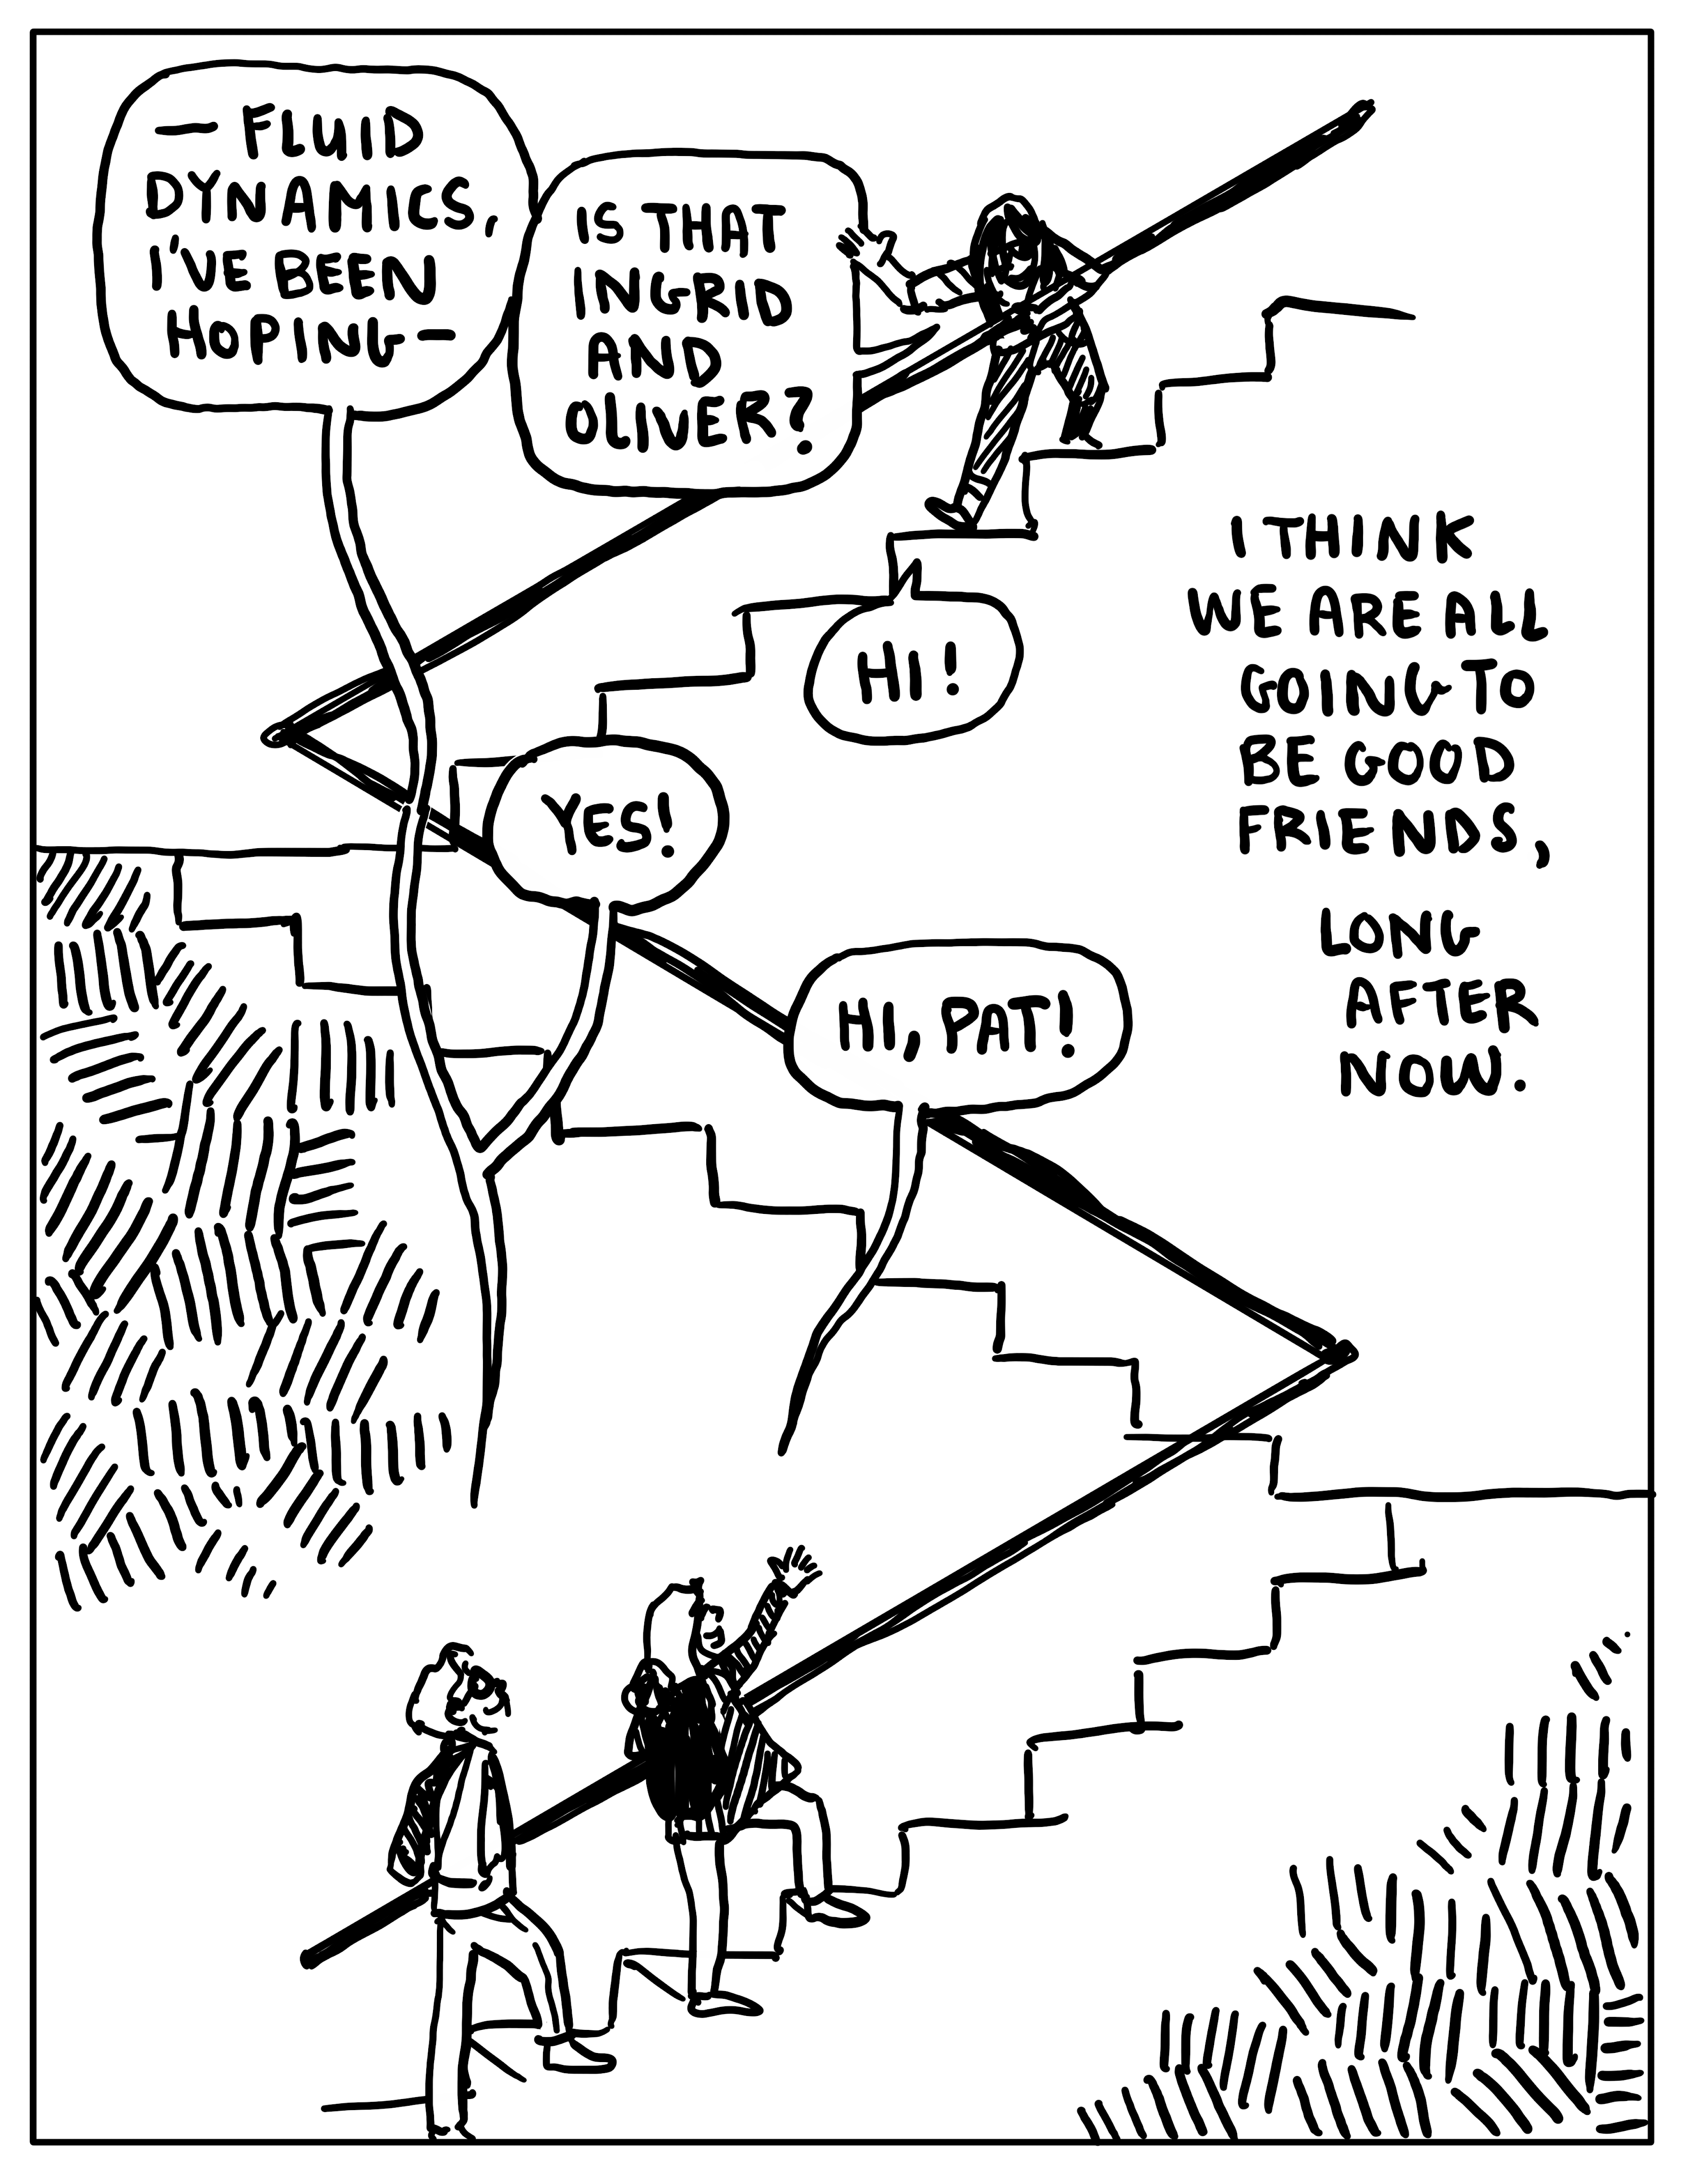 — FLUID
DYNAMICS,
I'VE BEEN
HOPING —
IS THAT
INGRID
AND
OLIVER?
HI!
YES!
HI, PAT!
I THINK
WE ARE ALL
GOING TO
BE GOOD
FRIENDS,
LONG
AFTER
NOW.